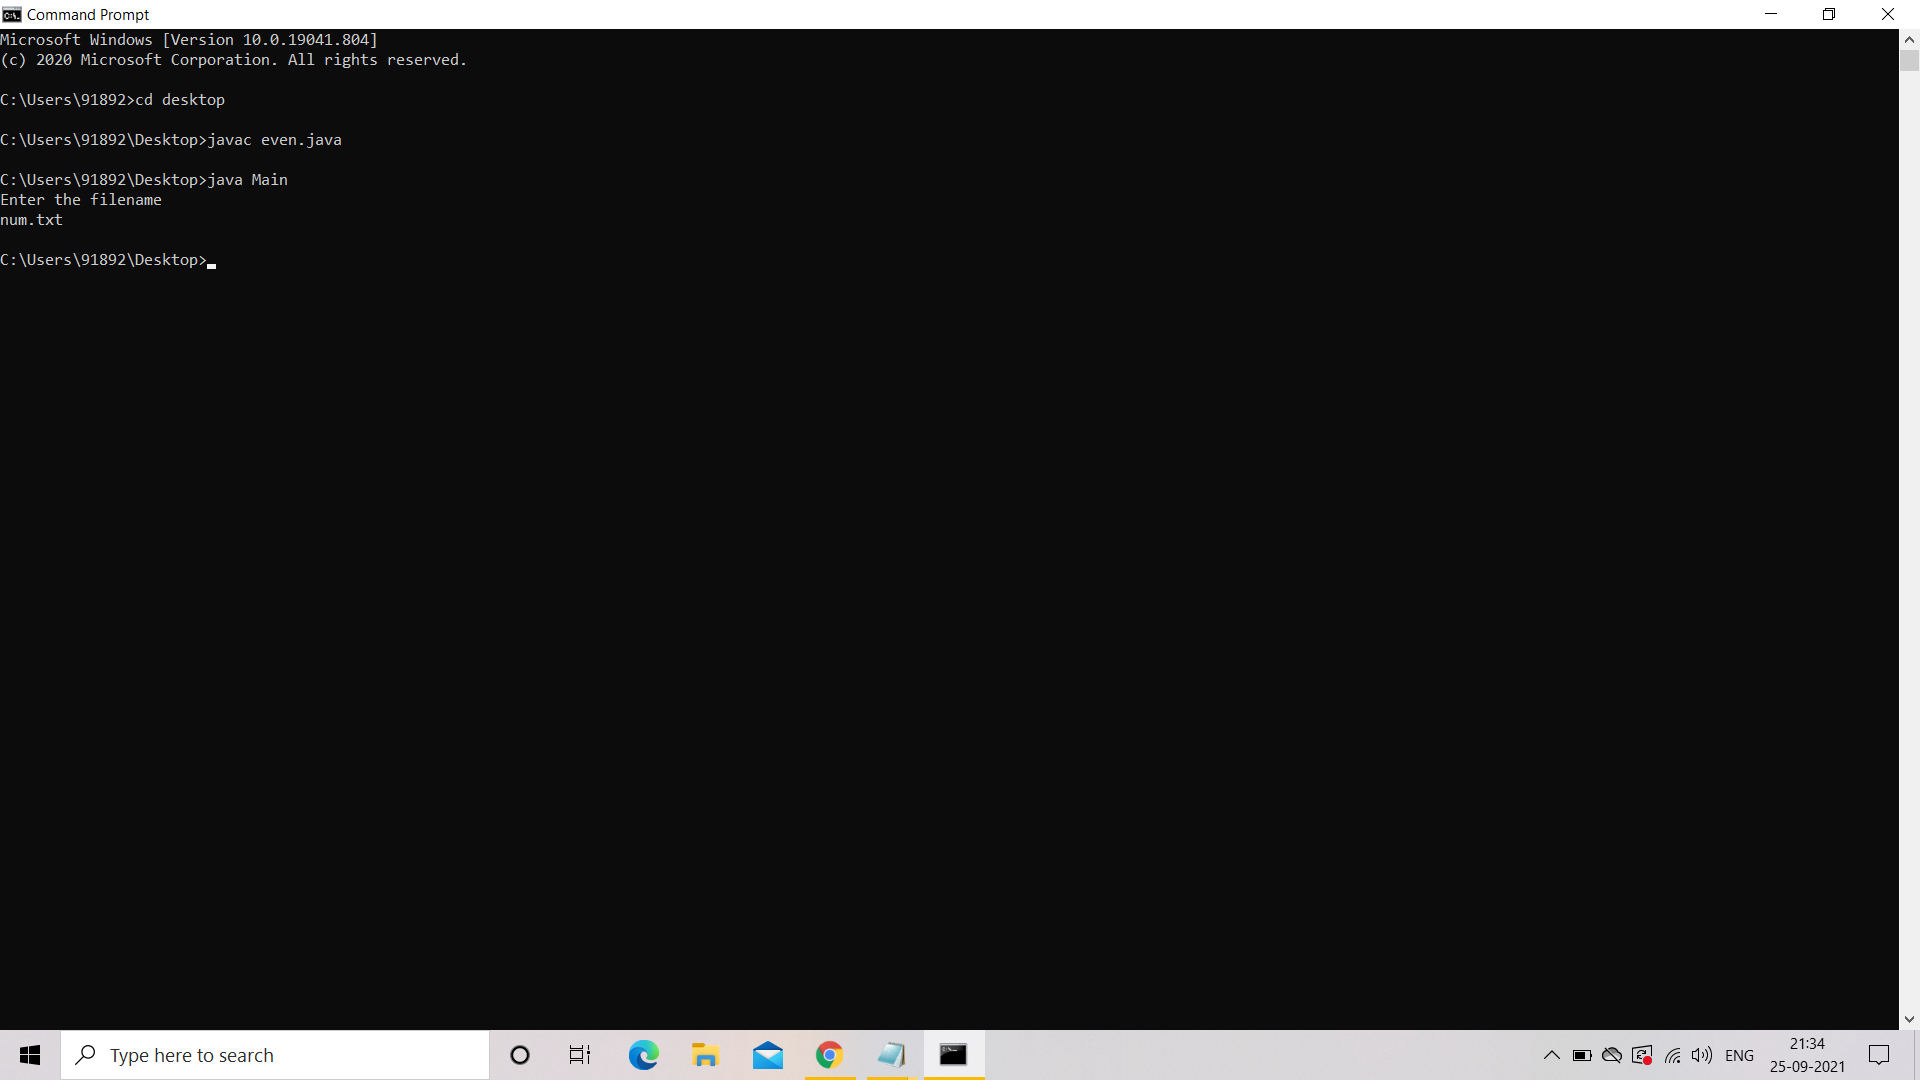 Command Prompt
Microsoft Windows [Version 10.0.19041.804]
(c) 2020 Microsoft Corporation. All rights reserved.
C:\Users\91892>cd desktop
C:\Users\91892\Desktop>javac even.java
C:\Users\91892\Desktop>java Main
Enter the filename
num.txt
C:\Users\91892\Desktop>
Type here to search
ENG
21:34
25-09-2021